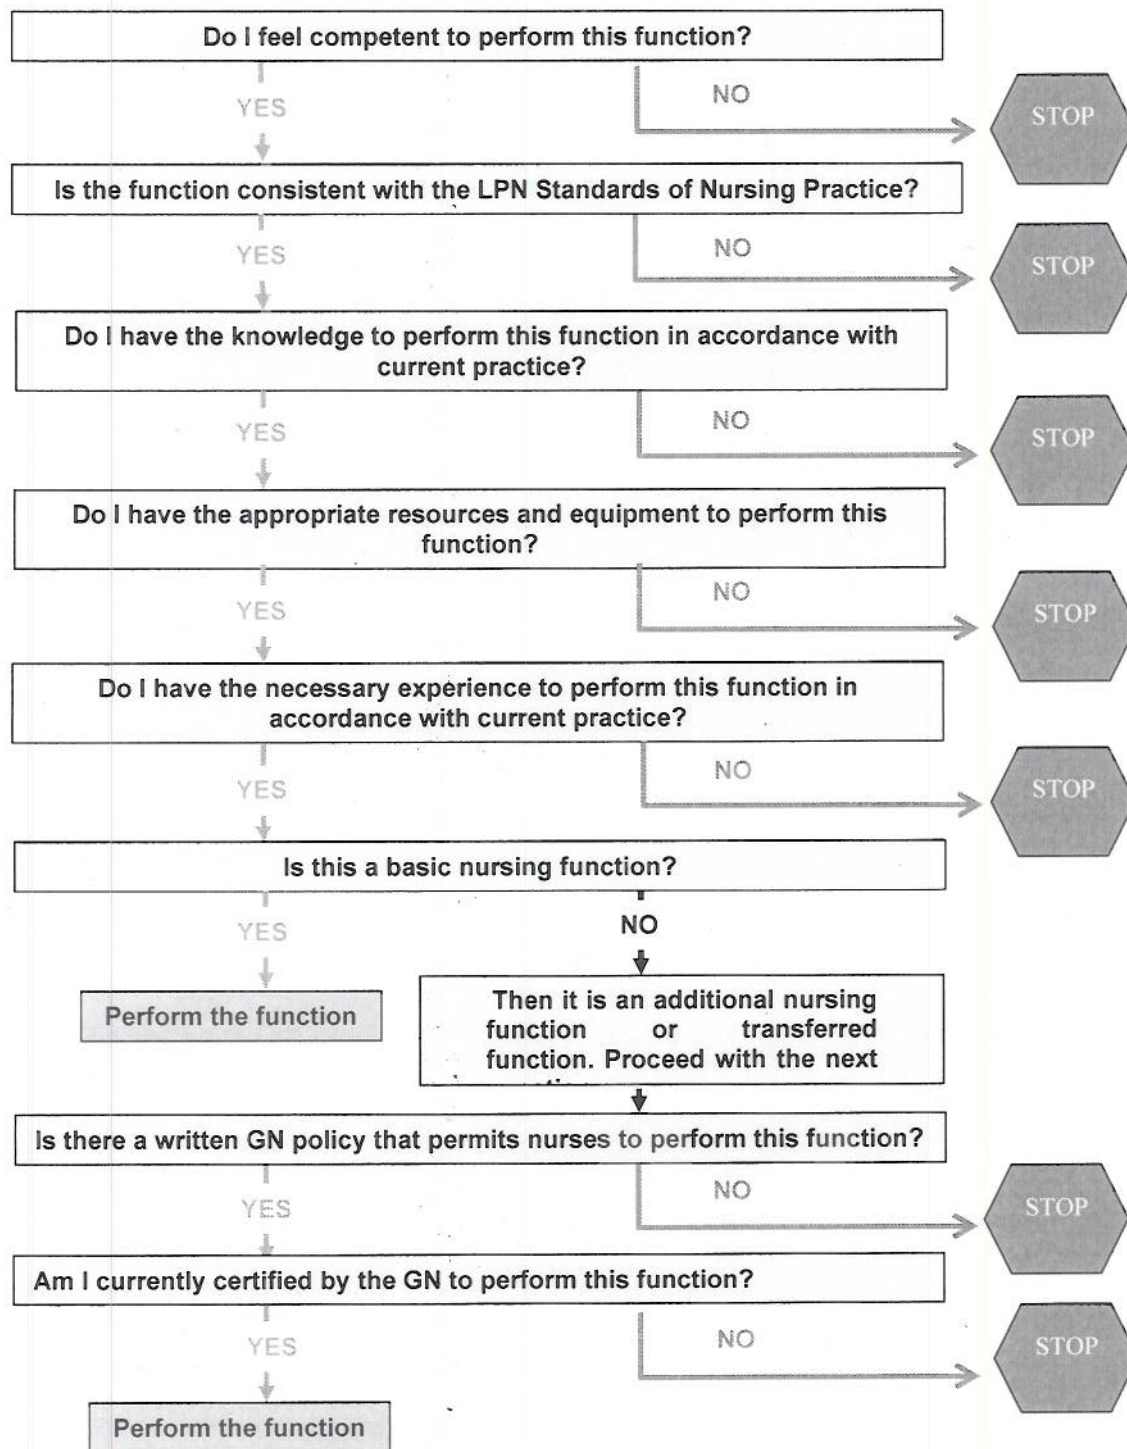 Do I feel competent to perform this function?
YES
NO
STOP
Is the function consistent with the LPN Standards of Nursing Practice?
YES
NO
STOP
Do I have the knowledge to perform this function in accordance with
current practice?
YES
NO
STOP
Do I have the appropriate resources and equipment to perform this
function?
YES
NO
STOP
Do I have the necessary experience to perform this function in
accordance with current practice?
YES
NO
STOP
Is this a basic nursing function?
YES
NO
Perform the function
Then it is an additional nursing
function or transferred
function. Proceed with the next
Is there a written GN policy that permits nurses to perform this function?
YES
NO
STOP
Am I currently certified by the GN to perform this function?
YES
NO
STOP
Perform the function